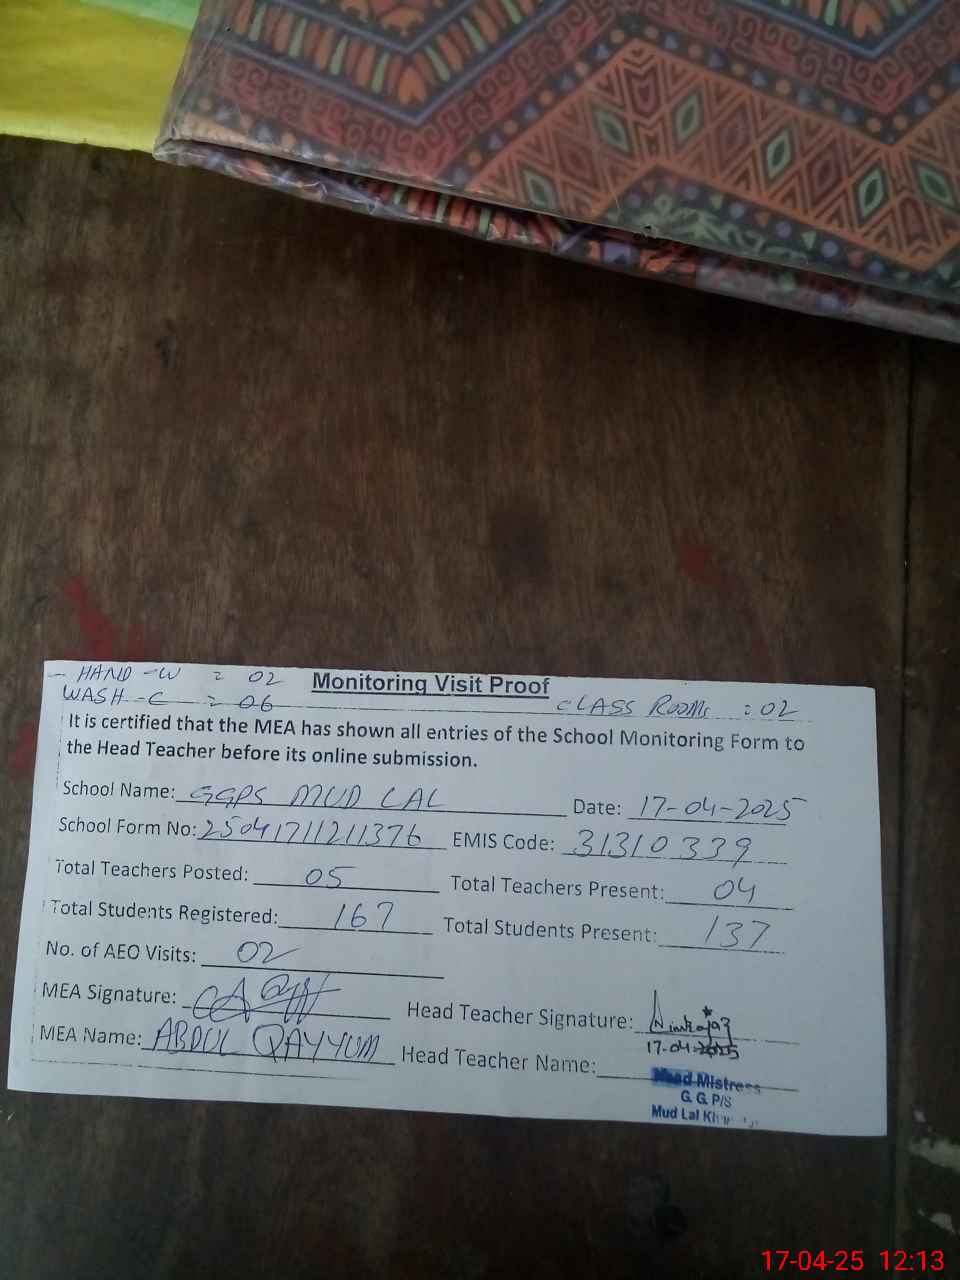 — HAND -W = 02
Monitoring Visit Proof
WASH -C = 06
CLASS ROOMs : 02
It is certified that the MEA has shown all entries of the School Monitoring Form to
the Head Teacher before its online submission.
School Name: GGPS MUD LAL Date: 17-04-2025
School Form No: 2504171121376 EMIS Code: 31310339
Total Teachers Posted: 05 Total Teachers Present: 04
Total Students Registered: 167 Total Students Present: 137
No. of AEO Visits: 02
MEA Signature: Head Teacher Signature:
17-04-2025
MEA Name: ABDUL QAYYUM Head Teacher Name:
Head Mistress
G. G. P/S
Mud Lal
17-04-25 12:13